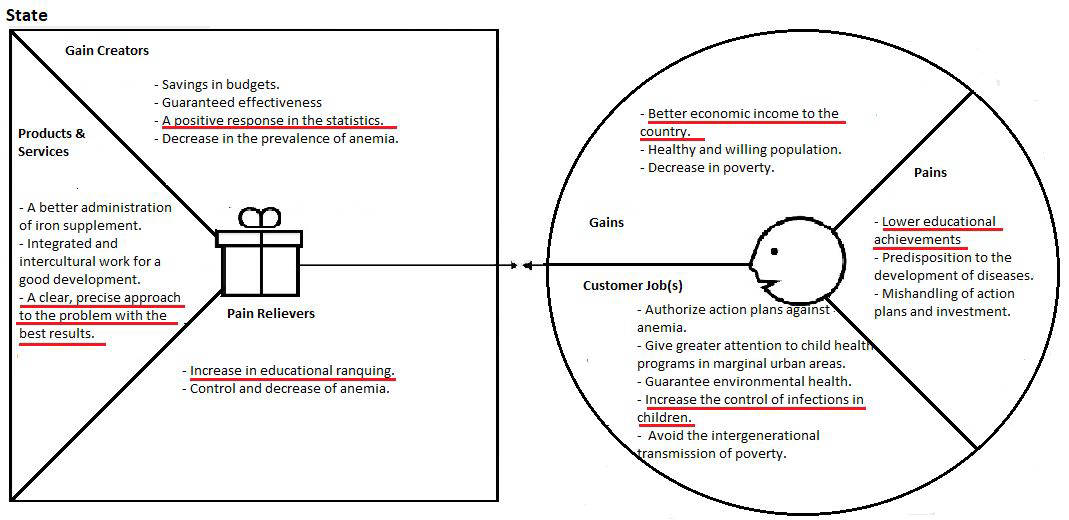 State
Gain Creators
- Savings in budgets.
- Guaranteed effectiveness
- A positive response in the statistics.
- Decrease in the prevalence of anemia.
Products &
Services
- A better administration
of iron supplement.
- Integrated and
intercultural work for a
good development.
- A clear, precise approach
to the problem with the
best results.
Pain Relievers
- Increase in educational ranquing.
- Control and decrease of anemia.
- Better economic income to the
country.
- Healthy and willing population.
- Decrease in poverty.
Gains
Pains
- Lower educational
achievements
- Predisposition to the
development of diseases.
- Mishandling of action
plans and investment.
Customer Job(s)
- Authorize action plans against
anemia.
- Give greater attention to child health
programs in marginal urban areas.
- Guarantee environmental health.
- Increase the control of infections in
children.
- Avoid the intergenerational
transmission of poverty.